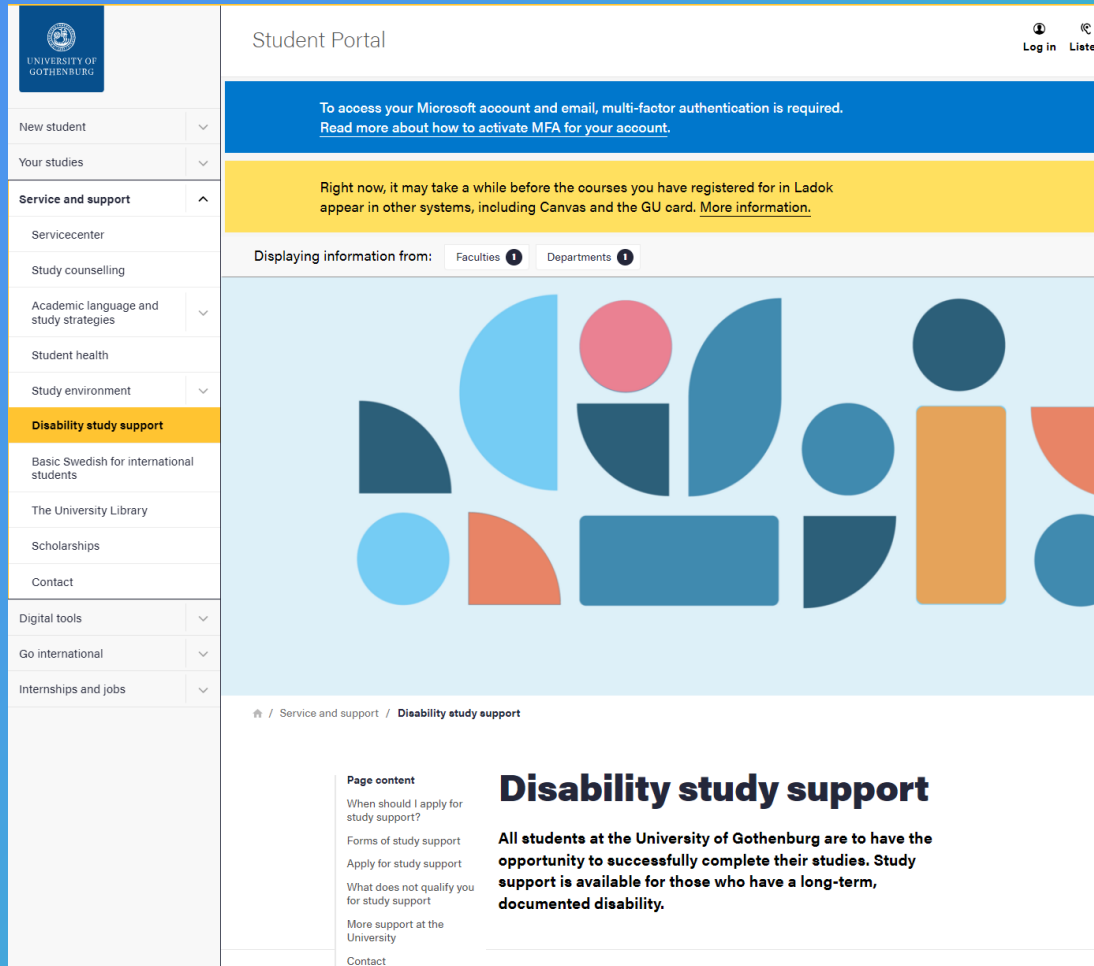 UNIVERSITY OF
GOTHENBURG
New student
Your studies
Service and support
Servicecenter
Study counselling
Academic language and
study strategies
Student health
Study environment
Disability study support
Basic Swedish for international
students
The University Library
Scholarships
Contact
Digital tools
Go international
Internships and jobs
Student Portal
Log in
To access your Microsoft account and email, multi-factor authentication is required.
Read more about how to activate MFA for your account.
Right now, it may take a while before the courses you have registered for in Ladok
appear in other systems, including Canvas and the GU card. More information.
Displaying information from: Faculties 1 Departments 1
/ Service and support / Disability study support
Page content
When should I apply for
study support?
Forms of study support
Apply for study support
What does not qualify you
for study support
More support at the
University
Contact
Disability study support
All students at the University of Gothenburg are to have the
opportunity to successfully complete their studies. Study
support is available for those who have a long-term,
documented disability.